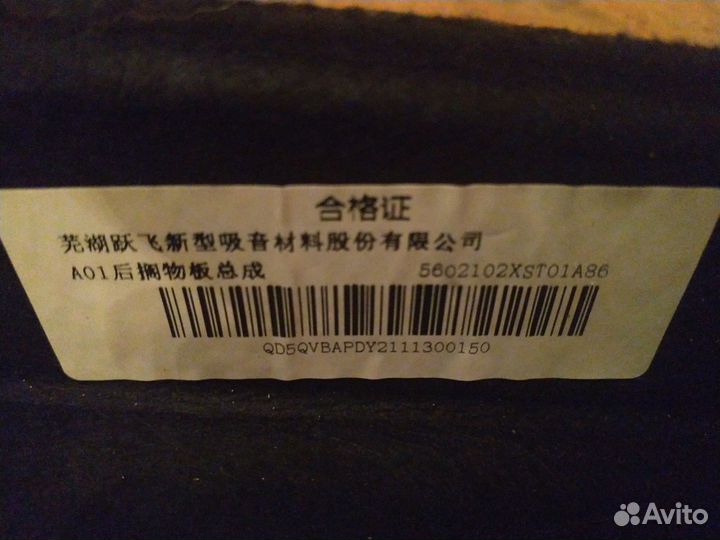 合格证
芜湖跃飞新型吸音材料股份有限公司
A01后搁物板总成 5602102XST01A86
QD5QVBAPDY2111300150
Avito